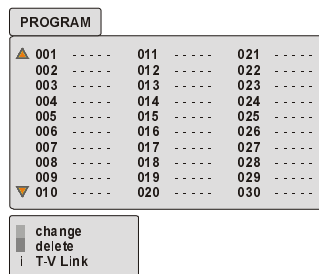 PROGRAM
001 - - - - - 011 - - - - - 021 - - - - -
002 - - - - - 012 - - - - - 022 - - - - -
003 - - - - - 013 - - - - - 023 - - - - -
004 - - - - - 014 - - - - - 024 - - - - -
005 - - - - - 015 - - - - - 025 - - - - -
006 - - - - - 016 - - - - - 026 - - - - -
007 - - - - - 017 - - - - - 027 - - - - -
008 - - - - - 018 - - - - - 028 - - - - -
009 - - - - - 019 - - - - - 029 - - - - -
010 - - - - - 020 - - - - - 030 - - - - -
change
delete
i T-V Link